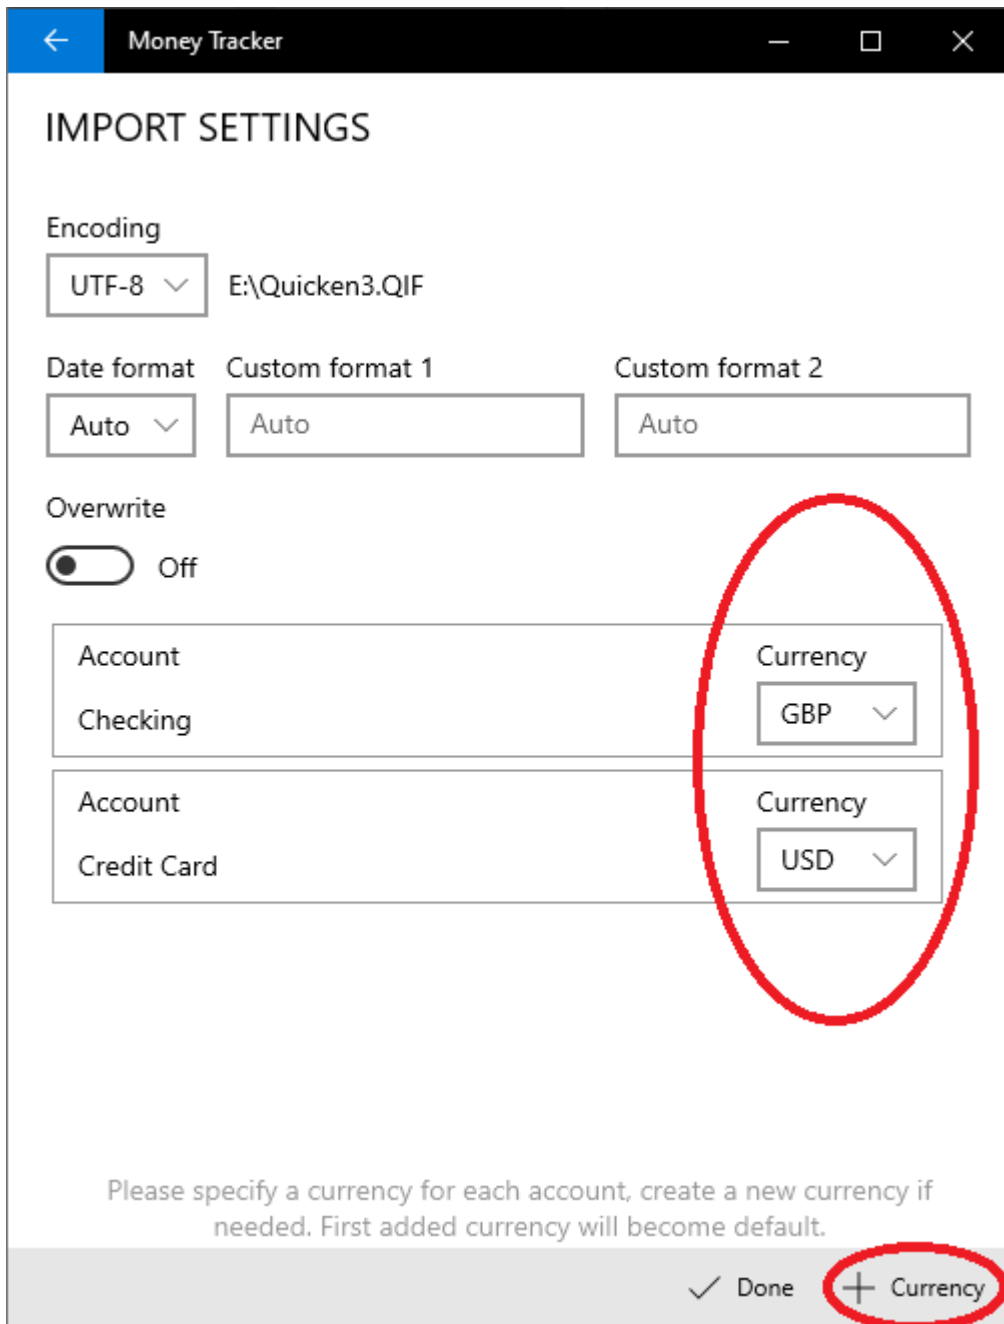 Money Tracker
IMPORT SETTINGS
Encoding
UTF-8 E:\Quicken3.QIF
Date format Custom format 1 Custom format 2
Auto Auto Auto
Overwrite
Off
Account Currency
Checking GBP
Account Currency
Credit Card USD
Please specify a currency for each account, create a new currency if
needed. First added currency will become default.
Done Currency